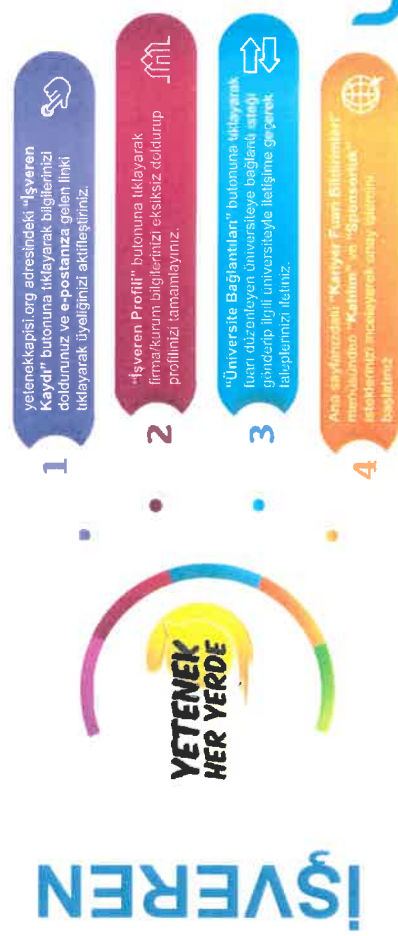 İŞVEREN
YETENEK
HER YERDE
1
yetenekkapisi.org adresindeki "İşveren
Kaydı" butonuna tıklayarak bilgilerinizi
doldurunuz ve e-postanıza gelen linki
tıklayarak üyeliğinizi aktifleştiriniz.
2
"İşveren Profili" butonuna tıklayarak
firma/kurum bilgilerinizi eksiksiz doldurup
profilinizi tamamlayınız.
3
"Üniversite Bağlantıları" butonuna tıklayarak
fuarı düzenleyen üniversiteye bağlantı isteği
gönderip ilgili üniversiteyle iletişime geçerek
taleplerinizi iletiniz.
4
Ana sayfanızdaki "Kariyer Fuarı Bildirimleri"
menüsünden "Katılım" ve "Sponsorluk"
isteklerinizi inceleyerek onay işlemini
başlatınız